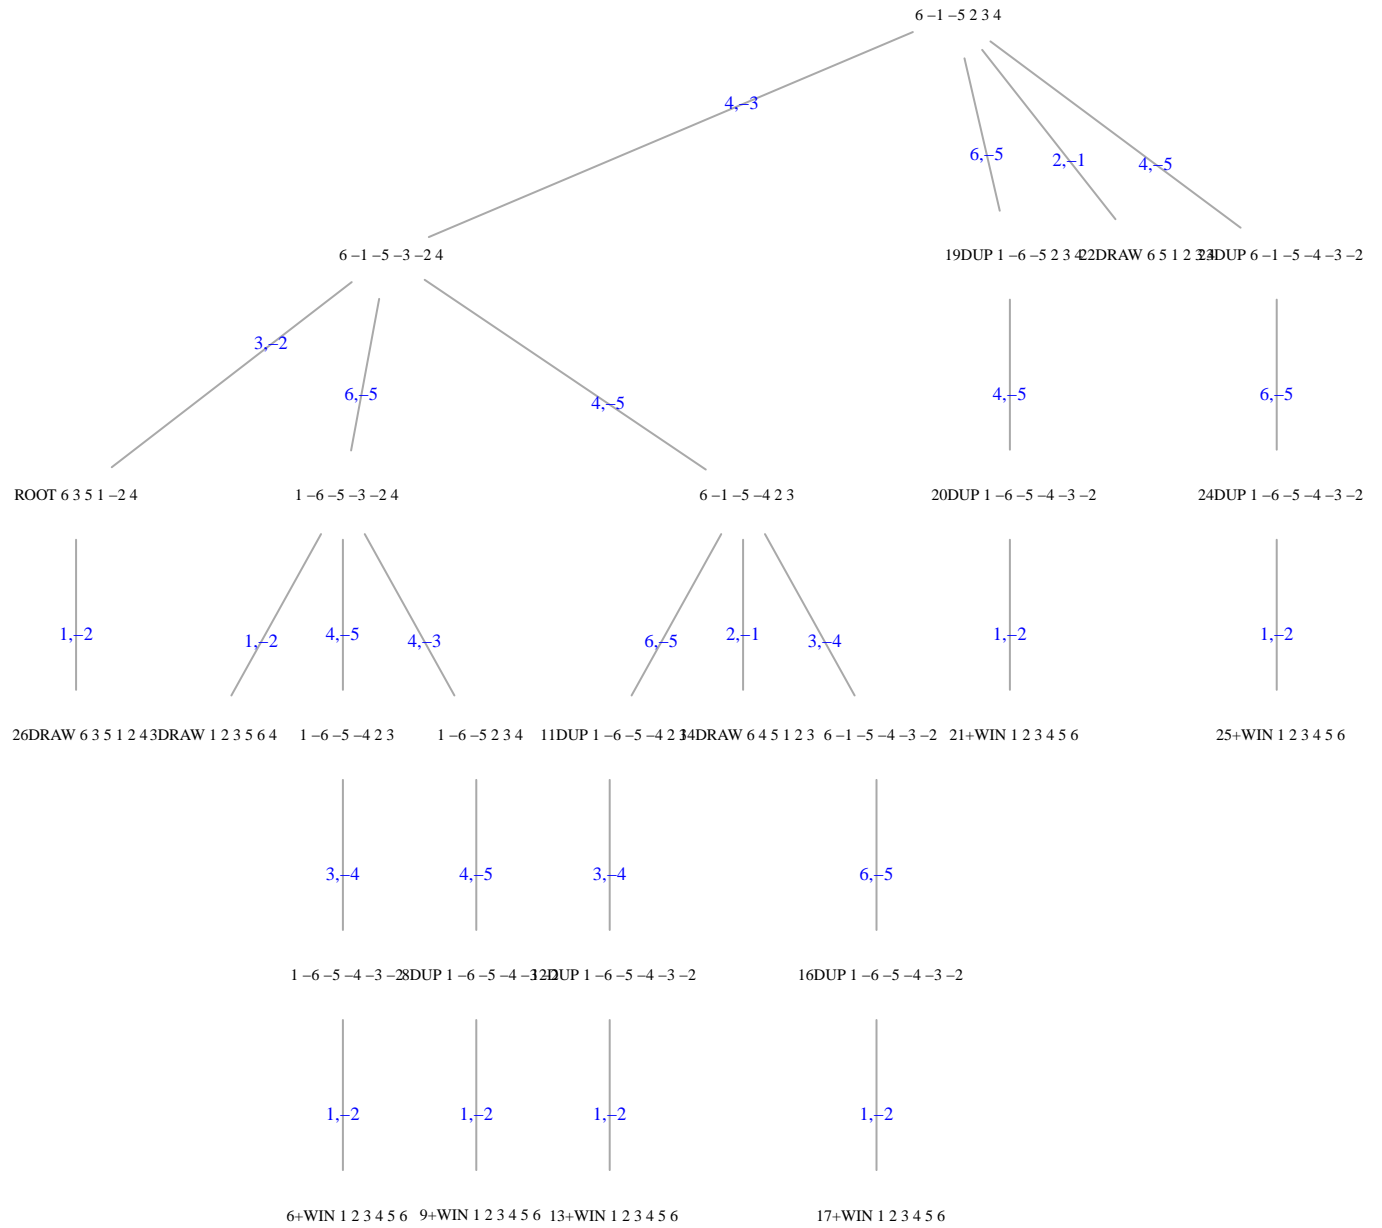 6 –1 –5 2 3 4
4,–3
6,–5
2,–1
4,–5
6 –1 –5 –3 –2 4
19DUP 1 –6 –5 2 3 4
22DRAW 6 5 1 2 3 4
23DUP 6 –1 –5 –4 –3 –2
3,–2
6,–5
4,–5
4,–5
6,–5
ROOT 6 3 5 1 –2 4
1 –6 –5 –3 –2 4
6 –1 –5 –4 2 3
20DUP 1 –6 –5 –4 –3 –2
24DUP 1 –6 –5 –4 –3 –2
1,–2
1,–2
4,–5
4,–3
6,–5
2,–1
3,–4
1,–2
1,–2
26DRAW 6 3 5 1 2 4
3DRAW 1 2 3 5 6 4
1 –6 –5 –4 2 3
1 –6 –5 2 3 4
11DUP 1 –6 –5 –4 2 3
14DRAW 6 4 5 1 2 3
6 –1 –5 –4 –3 –2
21+WIN 1 2 3 4 5 6
25+WIN 1 2 3 4 5 6
3,–4
4,–5
3,–4
6,–5
1 –6 –5 –4 –3 –2
8DUP 1 –6 –5 –4 –3 –2
12DUP 1 –6 –5 –4 –3 –2
16DUP 1 –6 –5 –4 –3 –2
1,–2
1,–2
1,–2
1,–2
6+WIN 1 2 3 4 5 6
9+WIN 1 2 3 4 5 6
13+WIN 1 2 3 4 5 6
17+WIN 1 2 3 4 5 6